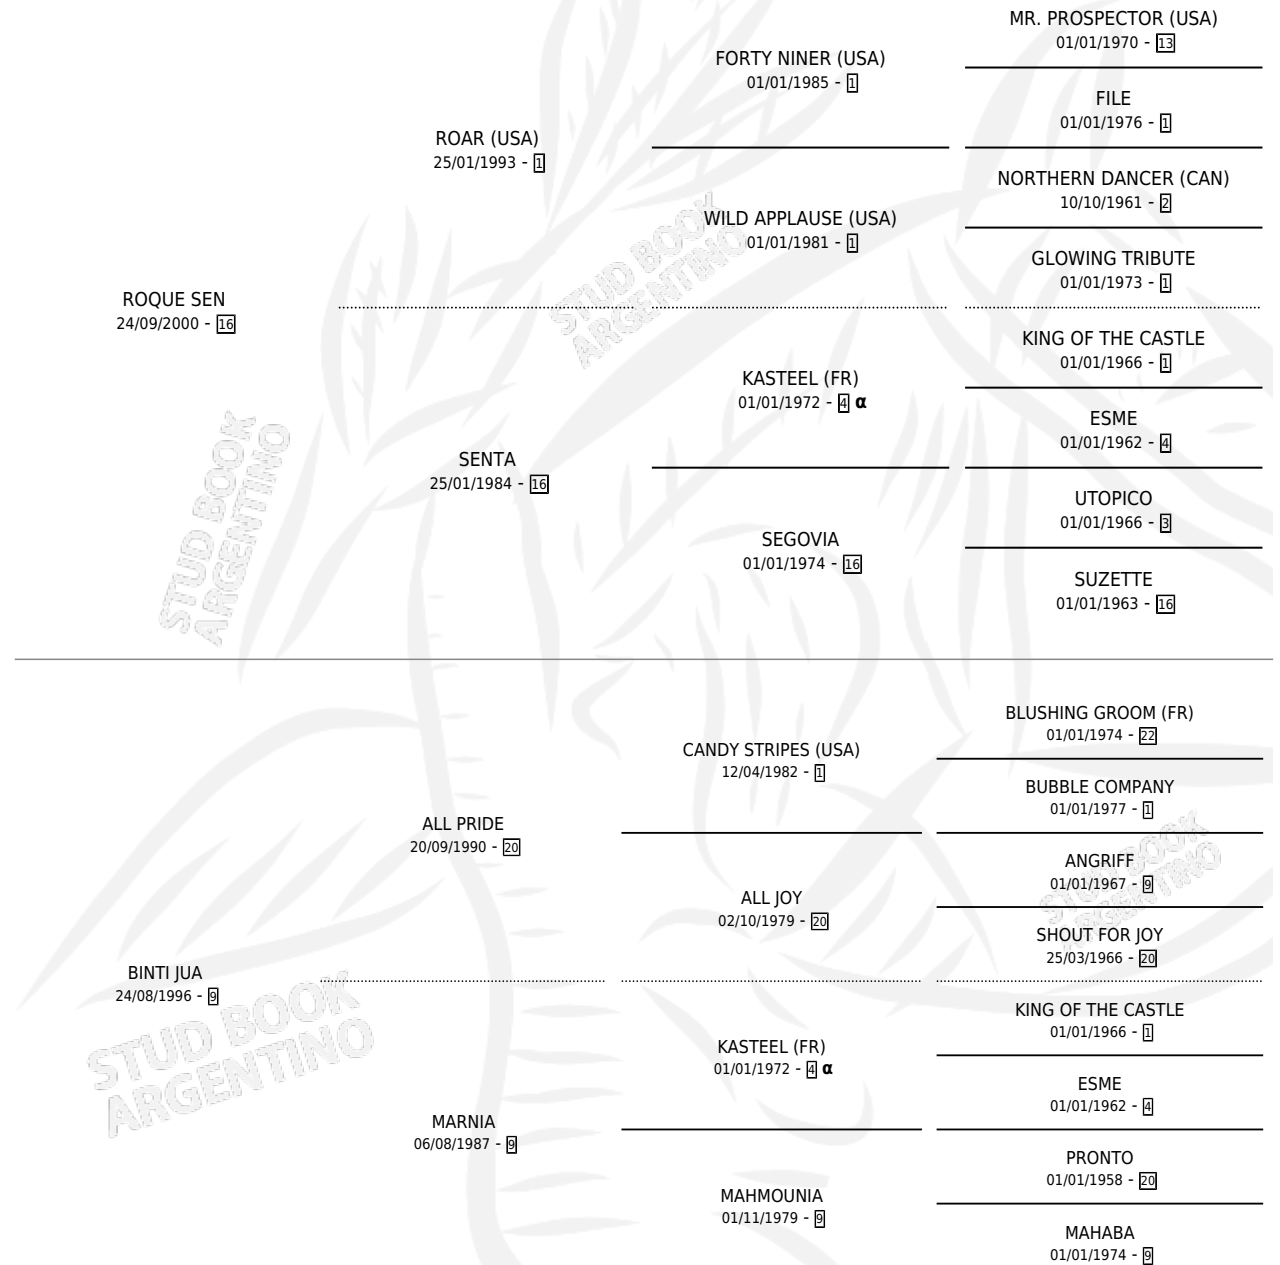 MR. PROSPECTOR (USA)
01/01/1970 - 13
FORTY NINER (USA)
01/01/1985 - 1
FILE
01/01/1976 - 1
ROAR (USA)
25/01/1993 - 1
NORTHERN DANCER (CAN)
10/10/1961 - 2
WILD APPLAUSE (USA)
01/01/1981 - 1
GLOWING TRIBUTE
01/01/1973 - 1
ROQUE SEN
24/09/2000 - 16
KING OF THE CASTLE
01/01/1966 - 1
KASTEEL (FR)
01/01/1972 - 4 α
ESME
01/01/1962 - 4
SENTA
25/01/1984 - 16
UTOPICO
01/01/1966 - 3
SEGOVIA
01/01/1974 - 16
SUZETTE
01/01/1963 - 16
BLUSHING GROOM (FR)
01/01/1974 - 22
CANDY STRIPES (USA)
12/04/1982 - 1
BUBBLE COMPANY
01/01/1977 - 1
ALL PRIDE
20/09/1990 - 20
ANGRIFF
01/01/1967 - 9
ALL JOY
02/10/1979 - 20
SHOUT FOR JOY
25/03/1966 - 20
BINTI JUA
24/08/1996 - 9
KING OF THE CASTLE
01/01/1966 - 1
KASTEEL (FR)
01/01/1972 - 4 α
ESME
01/01/1962 - 4
MARNIA
06/08/1987 - 9
PRONTO
01/01/1958 - 20
MAHMOUNIA
01/11/1979 - 9
MAHABA
01/01/1974 - 9
STUD BOOK
ARGENTINO
STUD BOOK
ARGENTINO
STUD BOOK
ARGENTINO
STUD BOOK
ARGENTINO